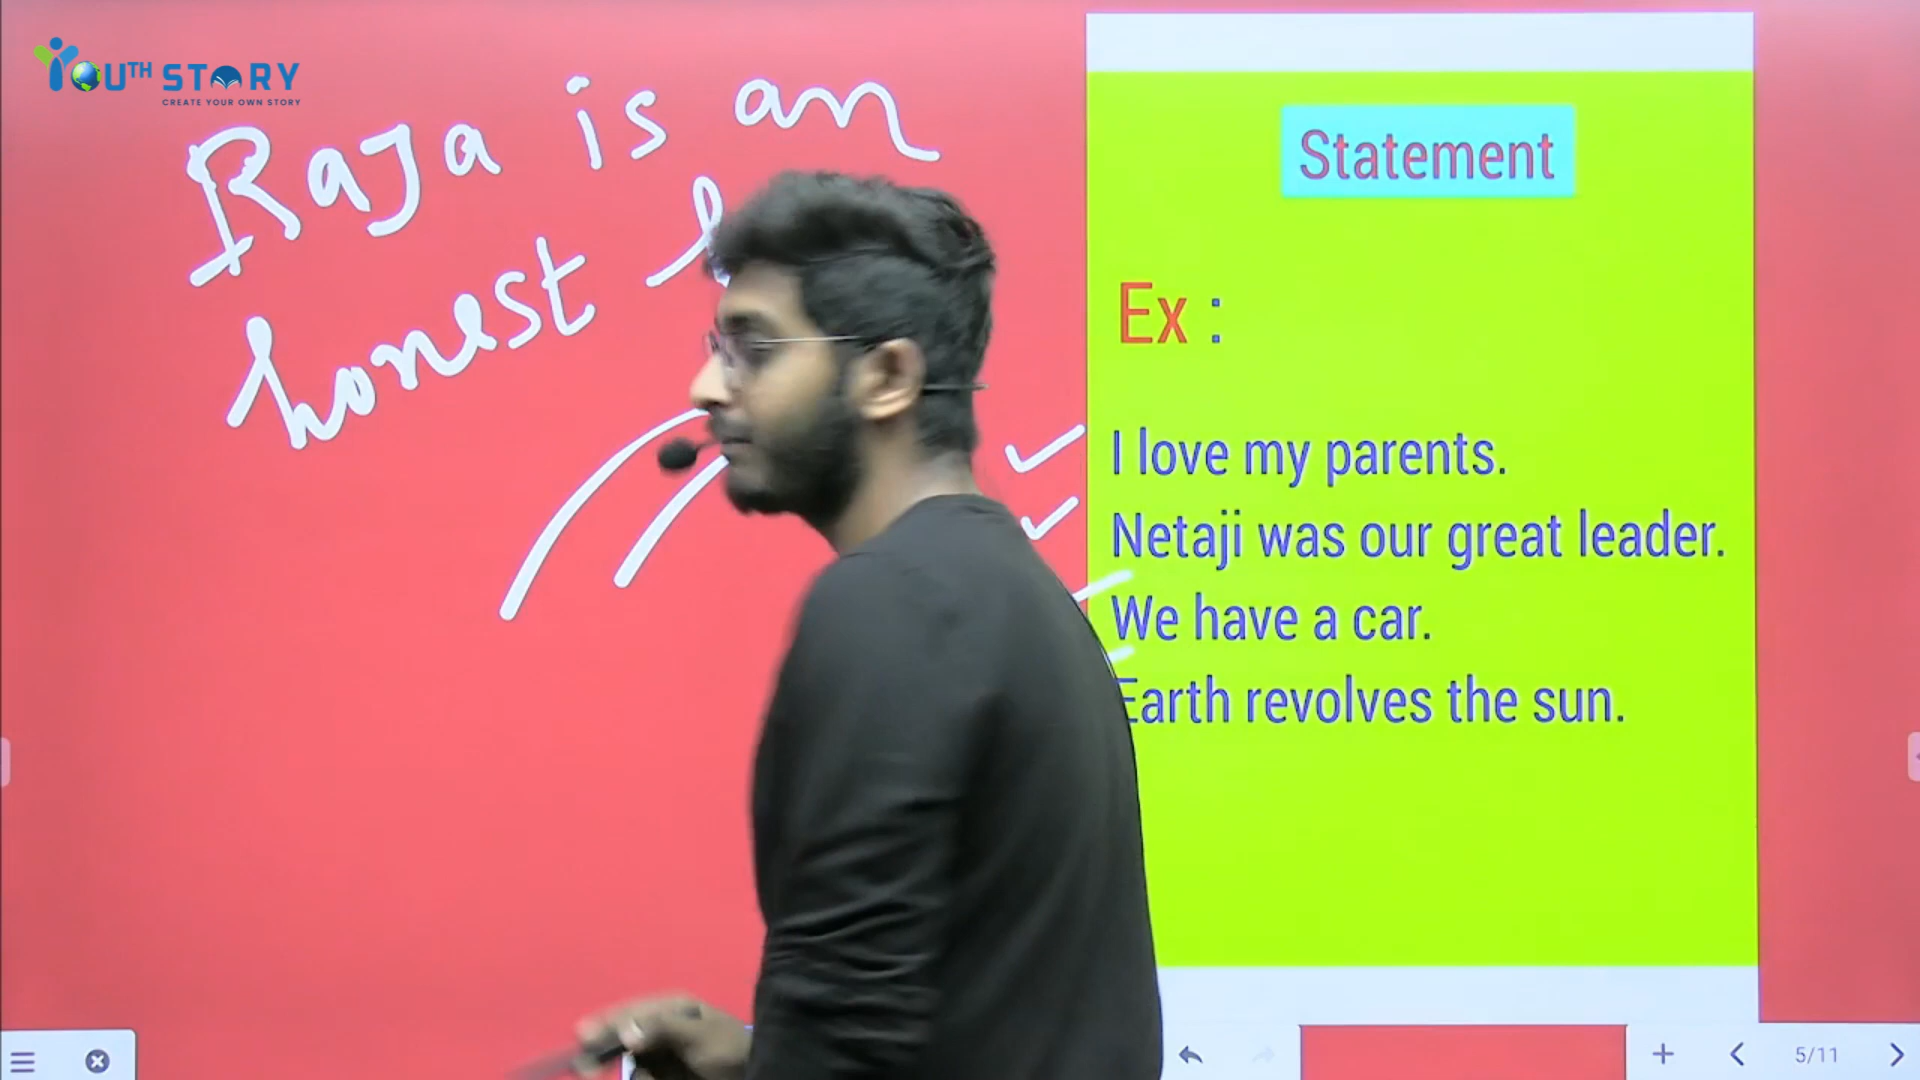 YOUTH STORY
CREATE YOUR OWN STORY
Raja is an
honest
Statement
Ex :
I love my parents.
Netaji was our great leader.
We have a car.
Earth revolves the sun.
5/11